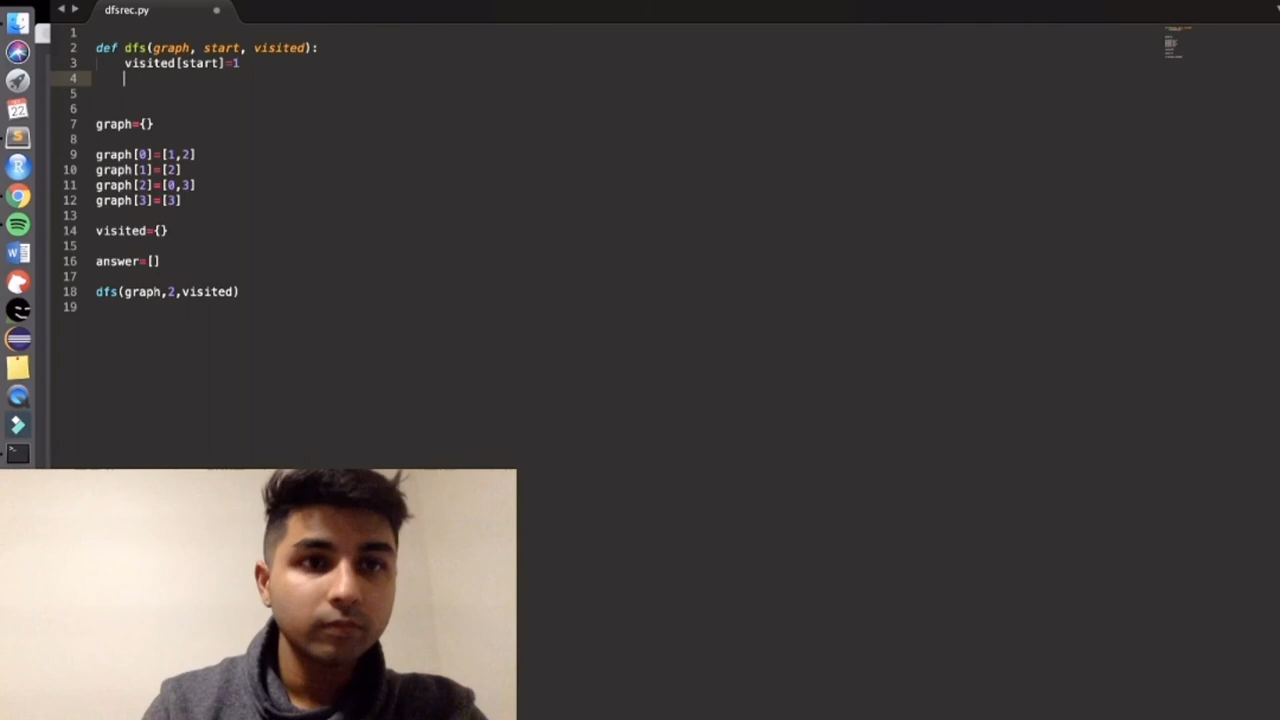 dfsrec.py
1
2 def dfs(graph, start, visited):
3 visited[start]=1
4
5
6
7 graph={}
8
9 graph[0]=[1,2]
10 graph[1]=[2]
11 graph[2]=[0,3]
12 graph[3]=[3]
13
14 visited={}
15
16 answer=[]
17
18 dfs(graph,2,visited)
19
22
S
R
W